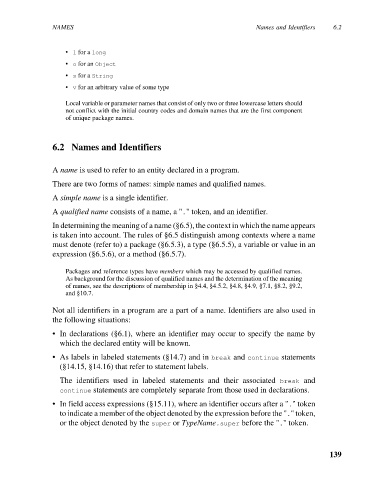 NAMES Names and Identifiers 6.2
• l for a long
• o for an Object
• s for a String
• v for an arbitrary value of some type
Local variable or parameter names that consist of only two or three lowercase letters should
not conflict with the initial country codes and domain names that are the first component
of unique package names.
6.2 Names and Identifiers
A name is used to refer to an entity declared in a program.
There are two forms of names: simple names and qualified names.
A simple name is a single identifier.
A qualified name consists of a name, a "." token, and an identifier.
In determining the meaning of a name (§6.5), the context in which the name appears
is taken into account. The rules of §6.5 distinguish among contexts where a name
must denote (refer to) a package (§6.5.3), a type (§6.5.5), a variable or value in an
expression (§6.5.6), or a method (§6.5.7).
Packages and reference types have members which may be accessed by qualified names.
As background for the discussion of qualified names and the determination of the meaning
of names, see the descriptions of membership in §4.4, §4.5.2, §4.8, §4.9, §7.1, §8.2, §9.2,
and §10.7.
Not all identifiers in a program are a part of a name. Identifiers are also used in
the following situations:
• In declarations (§6.1), where an identifier may occur to specify the name by
which the declared entity will be known.
• As labels in labeled statements (§14.7) and in break and continue statements
(§14.15, §14.16) that refer to statement labels.
The identifiers used in labeled statements and their associated break and
continue statements are completely separate from those used in declarations.
• In field access expressions (§15.11), where an identifier occurs after a "." token
to indicate a member of the object denoted by the expression before the "." token,
or the object denoted by the super or TypeName.super before the "." token.
139